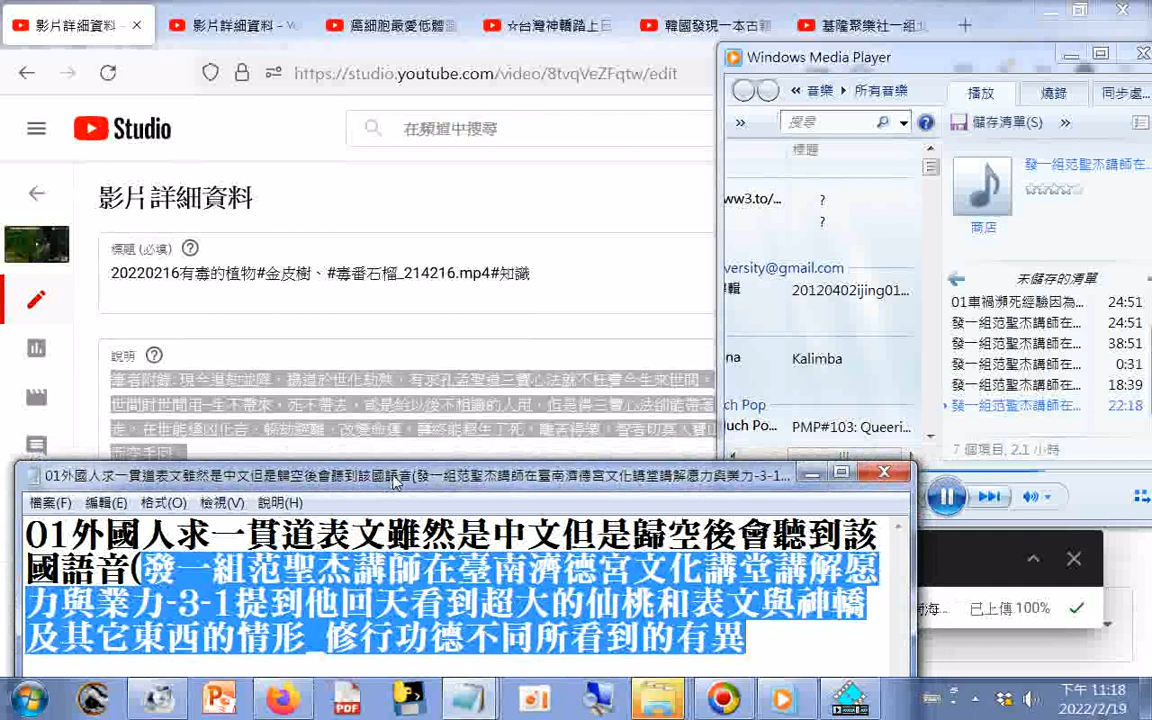 影片詳細資料
影片詳細資料 - Yo
癌細胞最愛低體溫
☆台灣神轎踏上日
韓國發現一本古籍
基隆聚樂社一組北
https://studio.youtube.com/video/8tvqVeZFqtw/edit
Studio
在頻道中搜尋
影片詳細資料
標題 (必填)
20220216有毒的植物#金皮樹、#毒番石榴_214216.mp4#知識
說明
Windows Media Player
音樂 所有音樂
播放 燒錄 同步處...
搜尋
儲存清單(S)
標題
ww3.to/... ?
?
versity@gmail.com
輯 20120402ijing01...
na Kalimba
ch Pop
uch Po... PMP#103: Queeri...
發一組范聖杰講師在...
商店
未儲存的清單
01車禍瀕死經驗因為... 24:51
發一組范聖杰講師在... 24:51
發一組范聖杰講師在... 38:51
發一組范聖杰講師在... 0:31
發一組范聖杰講師在... 18:39
發一組范聖杰講師在... 22:18
7 個項目, 2.1 小時
01外國人求一貫道表文雖然是中文但是歸空後會聽到該國語音(發一組范聖杰講師在臺南濟德宮文化講堂講解愿力與業力-3-1...
檔案(F) 編輯(E) 格式(O) 檢視(V) 說明(H)
01外國人求一貫道表文雖然是中文但是歸空後會聽到該
國語音(發一組范聖杰講師在臺南濟德宮文化講堂講解愿
力與業力-3-1提到他回天看到超大的仙桃和表文與神轎
及其它東西的情形_修行功德不同所看到的有異
已上傳 100%
下午 11:18
2022/2/19